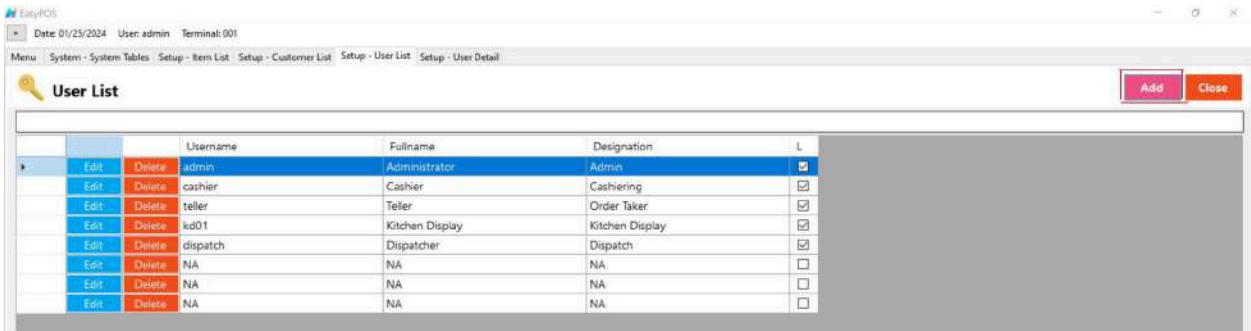 EasyPOS
Date: 01/25/2024 User: admin Terminal: 001
Menu System - System Tables Setup - Item List Setup - Customer List Setup - User List Setup - User Detail
User List Add Close
Username Fullname Designation L
Edit Delete admin Administrator Admin
Edit Delete cashier Cashier Cashiering
Edit Delete teller Teller Order Taker
Edit Delete kd01 Kitchen Display Kitchen Display
Edit Delete dispatch Dispatcher Dispatch
Edit Delete NA NA NA
Edit Delete NA NA NA
Edit Delete NA NA NA